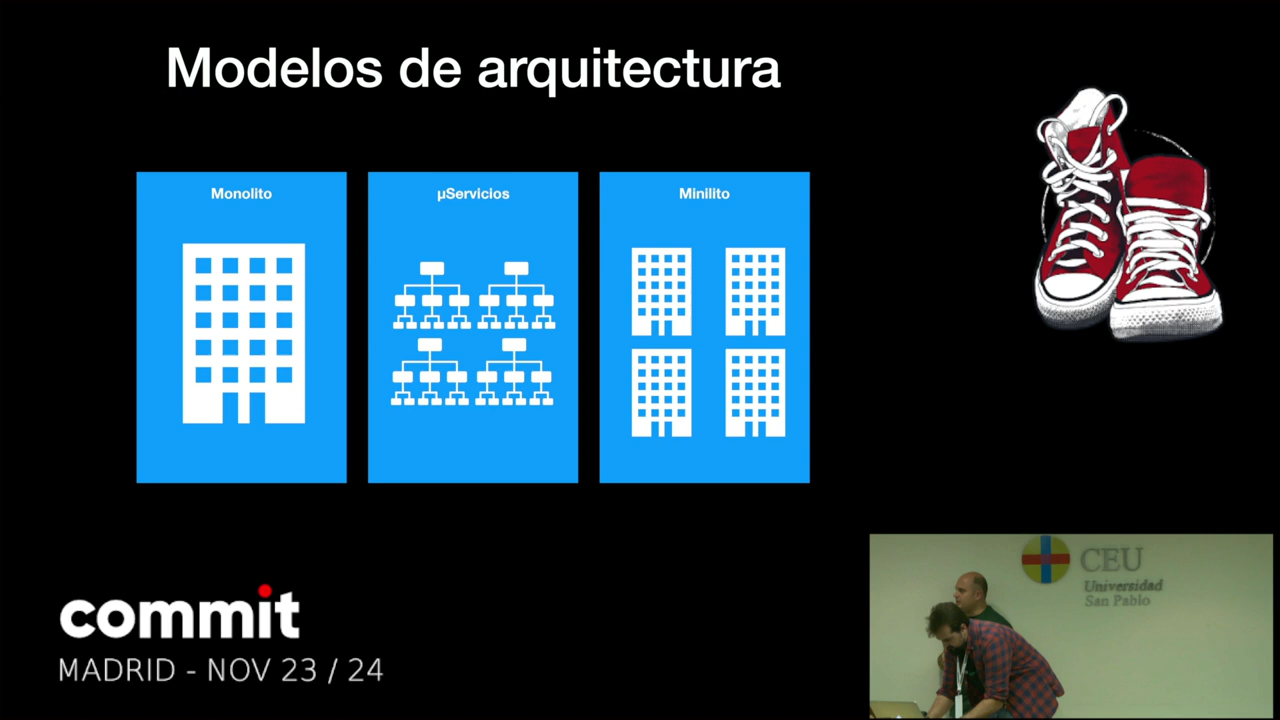 Modelos de arquitectura
Monolito
µServicios
Minilito
commit
MADRID - NOV 23 / 24
CEU
Universidad
San Pablo